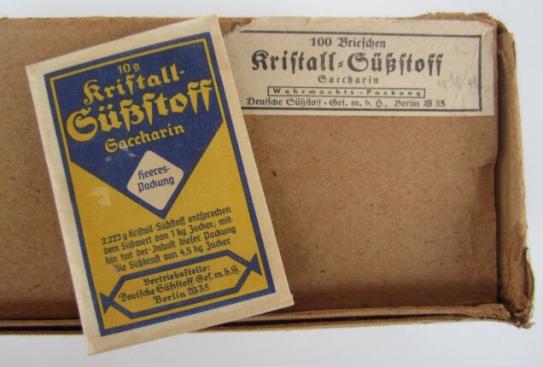 10 g
Kristall-
Süßstoff
Saccharin
Heeres-
Packung
2,223 g Kristall-Süßstoff entsprechen
dem Süßwert von 1 kg Zucker; mit-
hin hat der Inhalt dieser Packung
die Süßkraft von 4,5 kg Zucker
Vertriebsstelle:
Deutsche Süßstoff-Ges. m. b. H.
Berlin W 35
100 Briefchen
Kristall-Süßstoff
Saccharin
Wehrmachts-Packung
Deutsche Süßstoff-Ges. m. b. H., Berlin W 35